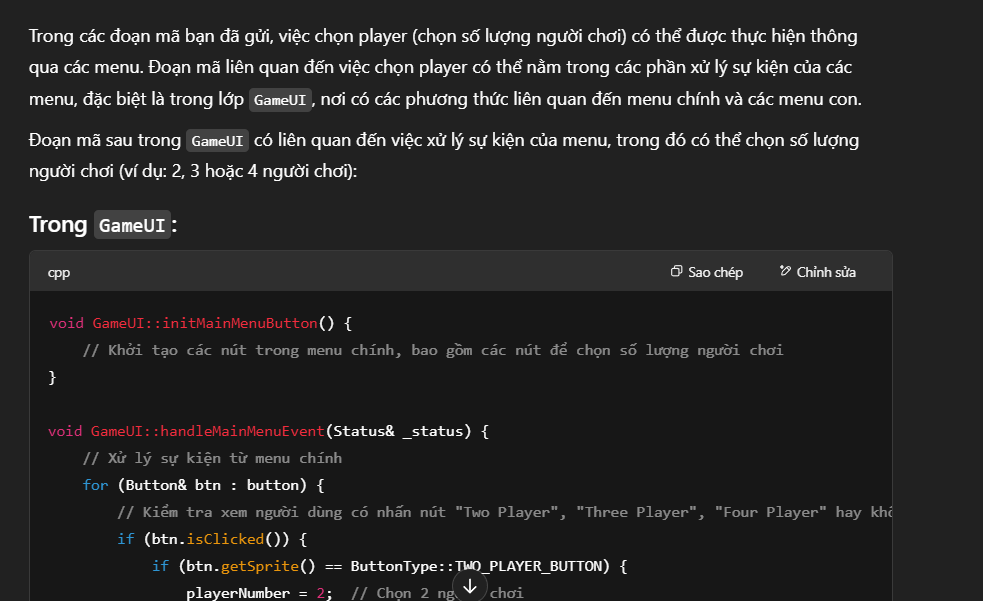 Trong các đoạn mã bạn đã gửi, việc chọn player (chọn số lượng người chơi) có thể được thực hiện thông
qua các menu. Đoạn mã liên quan đến việc chọn player có thể nằm trong các phần xử lý sự kiện của các
menu, đặc biệt là trong lớp GameUI, nơi có các phương thức liên quan đến menu chính và các menu con.
Đoạn mã sau trong GameUI có liên quan đến việc xử lý sự kiện của menu, trong đó có thể chọn số lượng
người chơi (ví dụ: 2, 3 hoặc 4 người chơi):
Trong GameUI:
cpp Sao chép Chỉnh sửa
void GameUI::initMainMenuButton() {
// Khởi tạo các nút trong menu chính, bao gồm các nút để chọn số lượng người chơi
}
void GameUI::handleMainMenuEvent(Status& _status) {
// Xử lý sự kiện từ menu chính
for (Button& btn : button) {
// Kiểm tra xem người dùng có nhấn nút "Two Player", "Three Player", "Four Player" hay
if (btn.isClicked()) {
if (btn.getSprite() == ButtonType::TWO_PLAYER_BUTTON) {
playerNumber = 2; // Chọn 2 chơi